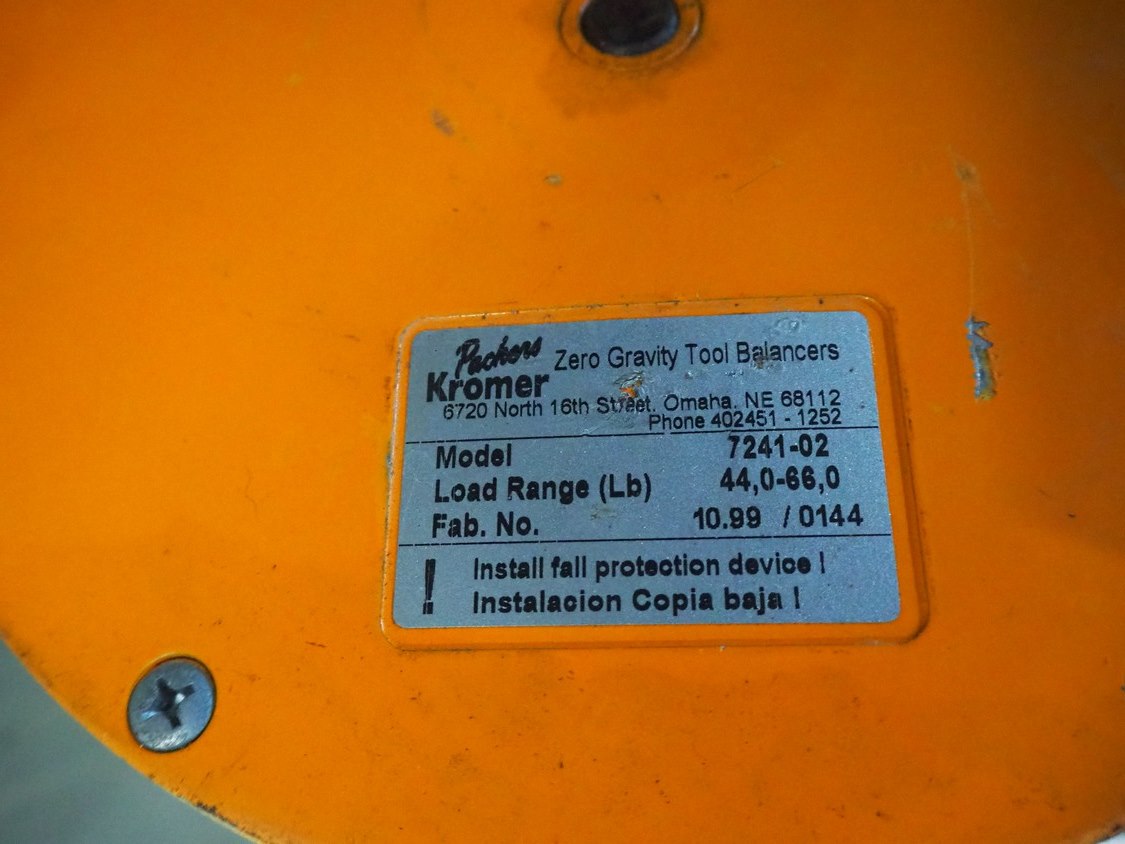 Packers
Kromer Zero Gravity Tool Balancers
6720 North 16th Street, Omaha, NE 68112
Phone 402451 - 1252
Model 7241-02
Load Range (Lb) 44,0-66,0
Fab. No. 10.99 / 0144
! Install fall protection device !
Instalacion Copia baja !